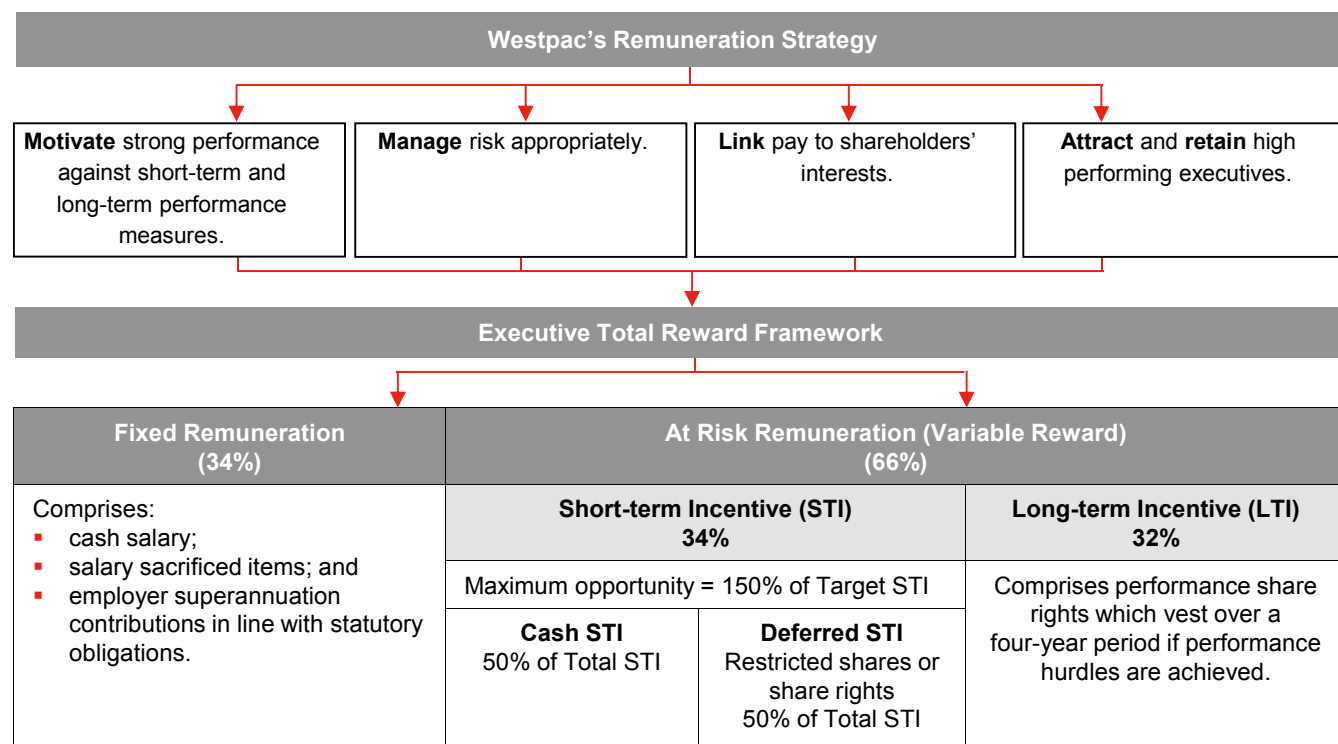 Westpac's Remuneration Strategy
Motivate strong performance
against short-term and
long-term performance
measures.
Manage risk appropriately.
Link pay to shareholders'
interests.
Attract and retain high
performing executives.
Executive Total Reward Framework
Fixed Remuneration
(34%)
At Risk Remuneration (Variable Reward)
(66%)
Comprises:
▪ cash salary;
▪ salary sacrificed items; and
▪ employer superannuation
contributions in line with statutory
obligations.
Short-term Incentive (STI)
34%
Maximum opportunity = 150% of Target STI
Cash STI
50% of Total STI
Deferred STI
Restricted shares or
share rights
50% of Total STI
Long-term Incentive (LTI)
32%
Comprises performance share
rights which vest over a
four-year period if performance
hurdles are achieved.